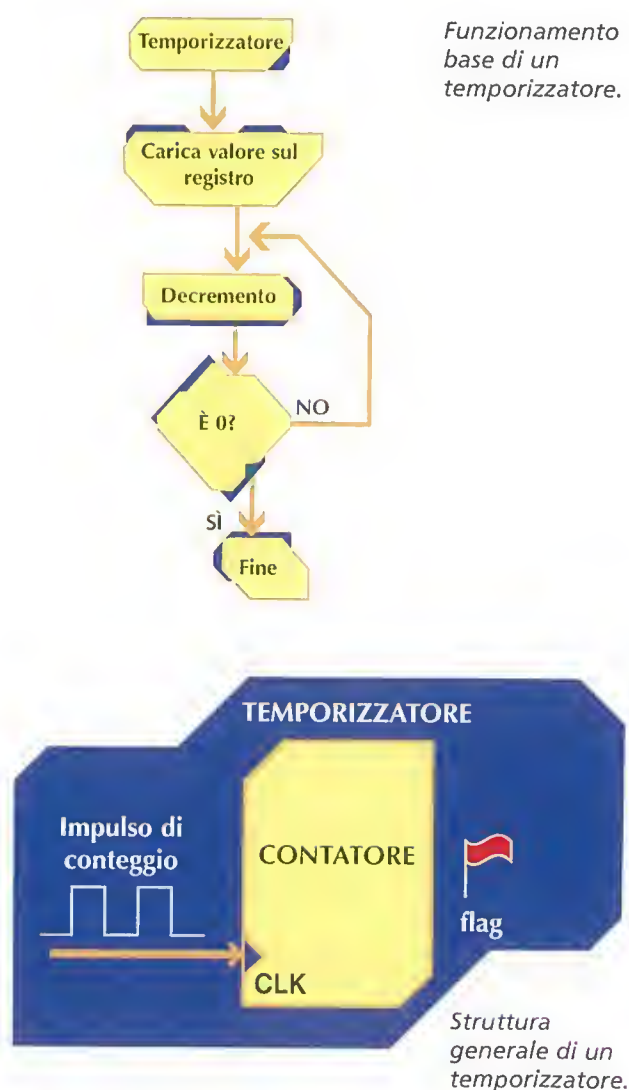 Temporizzatore
Funzionamento
base di un
temporizzatore.
Carica valore sul
registro
Decremento
È 0?
NO
SÌ
Fine
TEMPORIZZATORE
Impulso di
conteggio
CONTATORE
flag
CLK
Struttura
generale di un
temporizzatore.